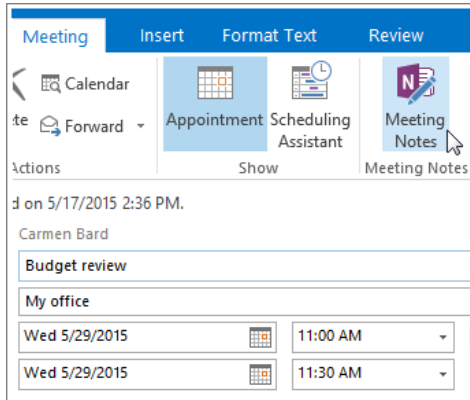 Meeting Insert Format Text Review
Calendar
Forward
Appointment
Scheduling Assistant
Meeting Notes
Actions Show Meeting Notes
d on 5/17/2015 2:36 PM.
Carmen Bard
Budget review
My office
Wed 5/29/2015 11:00 AM
Wed 5/29/2015 11:30 AM